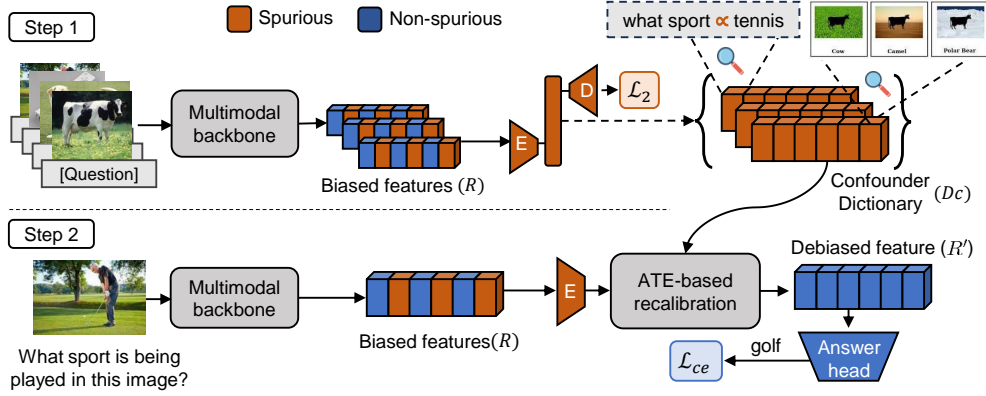 Spurious
Non-spurious
Step 1
what sport ∝ tennis
Cow
Camel
Polar Bear
[Question]
Multimodal
backbone
Biased features (R)
E
D
ℒ₂
Confounder
Dictionary
(Dc)
Step 2
What sport is being
played in this image?
Multimodal
backbone
Biased features(R)
E
ATE-based
recalibration
Debiased feature (R′)
Answer
head
golf
ℒ_ce